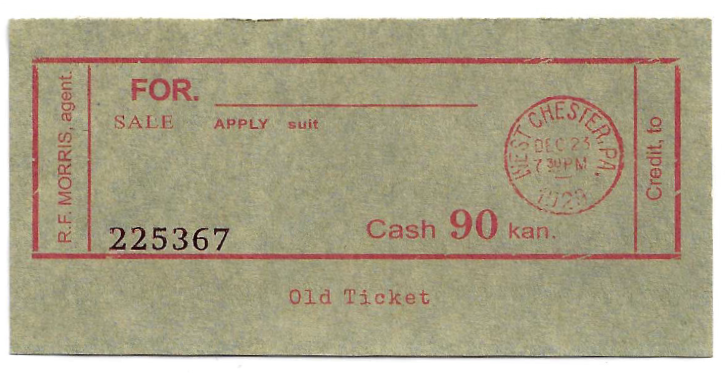 R.F. MORRIS, agent.
FOR.
SALE APPLY suit
WEST CHESTER, PA.
DEC 23
7 30 PM
225367
Cash 90 kan.
Credit, to
Old Ticket